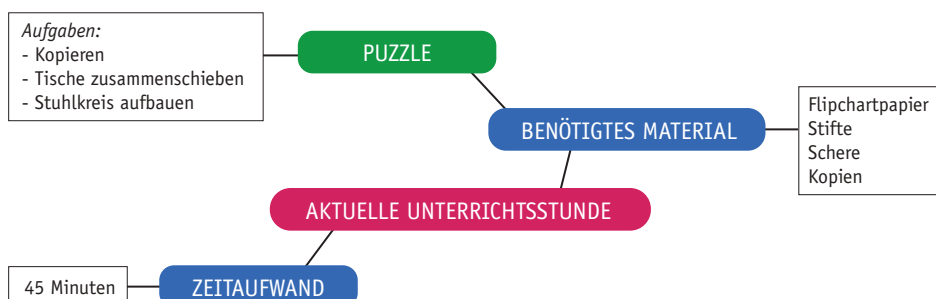 Aufgaben:
- Kopieren
- Tische zusammenschieben
- Stuhlkreis aufbauen
PUZZLE
BENÖTIGTES MATERIAL
Flipchartpapier
Stifte
Schere
Kopien
AKTUELLE UNTERRICHTSSTUNDE
45 Minuten
ZEITAUFWAND